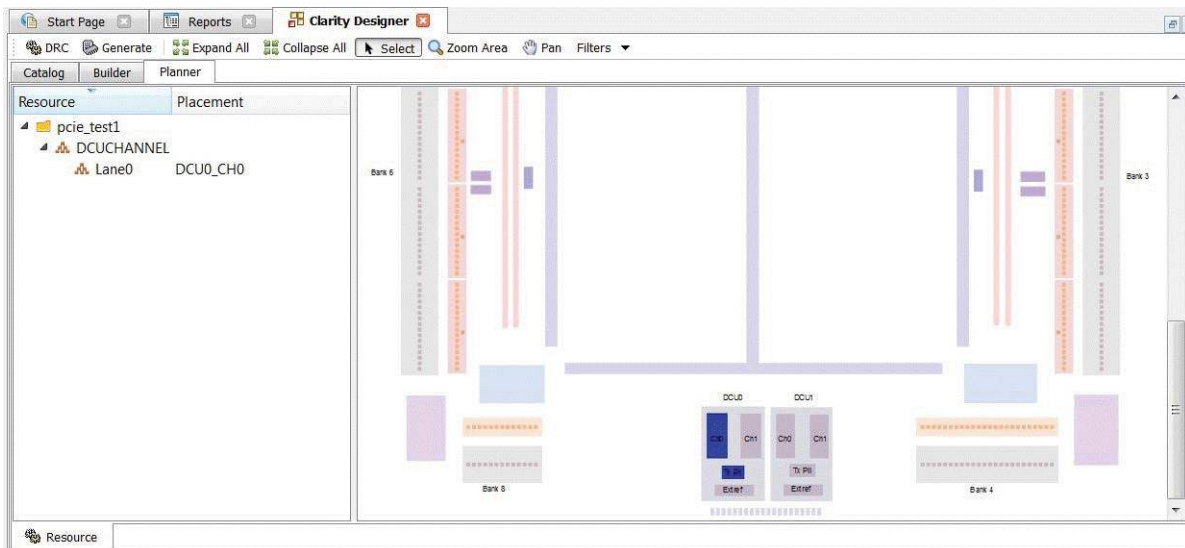 Start Page Reports Clarity Designer
DRC Generate Expand All Collapse All Select Zoom Area Pan Filters
Catalog Builder Planner
Resource Placement
pcie_test1
DCUCHANNEL
Lane0 DCU0_CH0
Bank 6 Bank 3
DCU0 DCU1
Ch0 Ch1 Ch0 Ch1
Tx Pll Tx Pll
Extref Extref
Bank 8 Bank 4
Resource